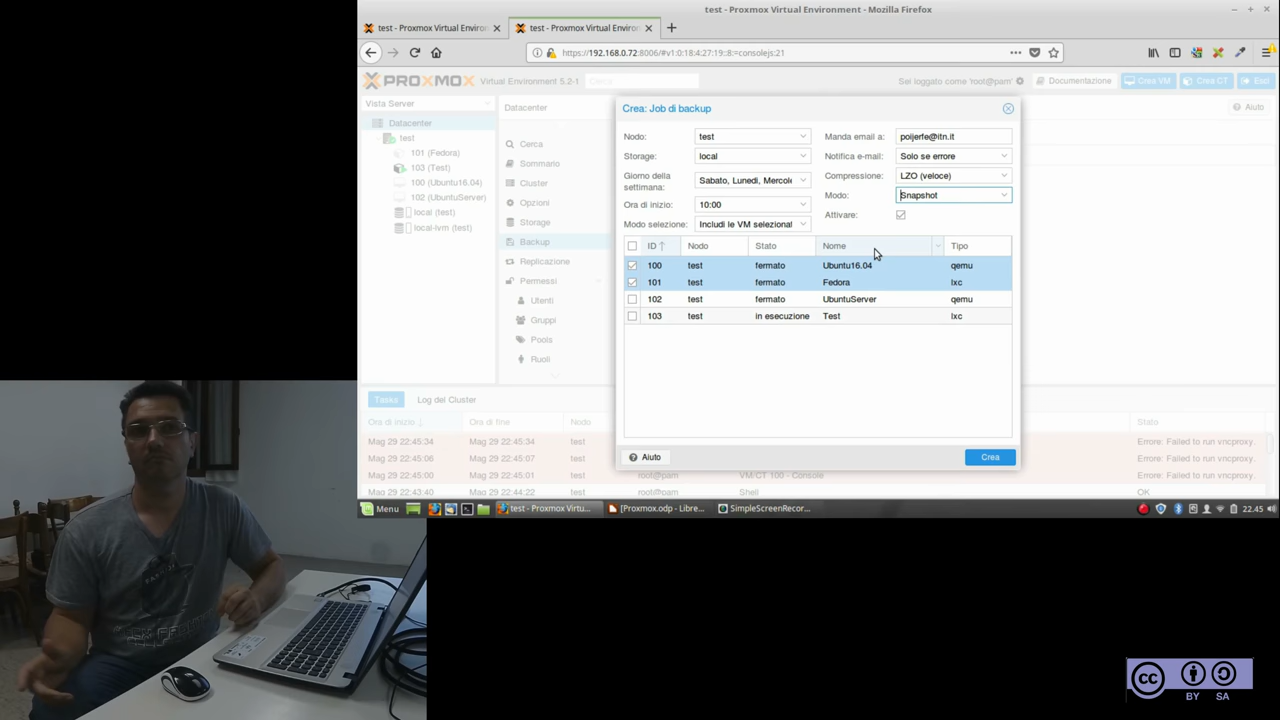 test - Proxmox Virtual Environment - Mozilla Firefox
test - Proxmox Virtual Environ
test - Proxmox Virtual Environ
https://192.168.0.72:8006/#v1:0:18:4:27:19::8:=consolejs:21
PROXMOX Virtual Environment 5.2-1 Cerca Sei loggato come 'root@pam' Documentazione Crea VM Crea CT Esci
Vista Server
Datacenter
test
101 (Fedora)
103 (Test)
100 (Ubuntu16.04)
102 (UbuntuServer)
local (test)
local-lvm (test)
Datacenter
Aiuto
Cerca
Sommario
Cluster
Opzioni
Storage
Backup
Replicazione
Permessi
Utenti
Gruppi
Pools
Ruoli
Crea: Job di backup
Nodo: test
Storage: local
Giorno della settimana: Sabato, Lunedì, Mercole
Ora di inizio: 10:00
Modo selezione: Includi le VM selezionat
Manda email a: poijerfe@itn.it
Notifica e-mail: Solo se errore
Compressione: LZO (veloce)
Modo: Snapshot
Attivare:
ID Nodo Stato Nome Tipo
100 test fermato Ubuntu16.04 qemu
101 test fermato Fedora lxc
102 test fermato UbuntuServer qemu
103 test in esecuzione Test lxc
Aiuto Crea
Tasks Log del Cluster
Ora di inizio Ora di fine Nodo Stato
Mag 29 22:45:34 Mag 29 22:45:34 test Errore: Failed to run vncproxy.
Mag 29 22:45:06 Mag 29 22:45:07 test Errore: Failed to run vncproxy.
Mag 29 22:45:00 Mag 29 22:45:01 test root@pam VM/CT 100 - Console Errore: Failed to run vncproxy.
Mag 29 22:43:40 Mag 29 22:44:22 test root@pam Shell OK
Menu test - Proxmox Virtu... [Proxmox.odp - Libre... SimpleScreenRecor... 22.45
cc
BY SA